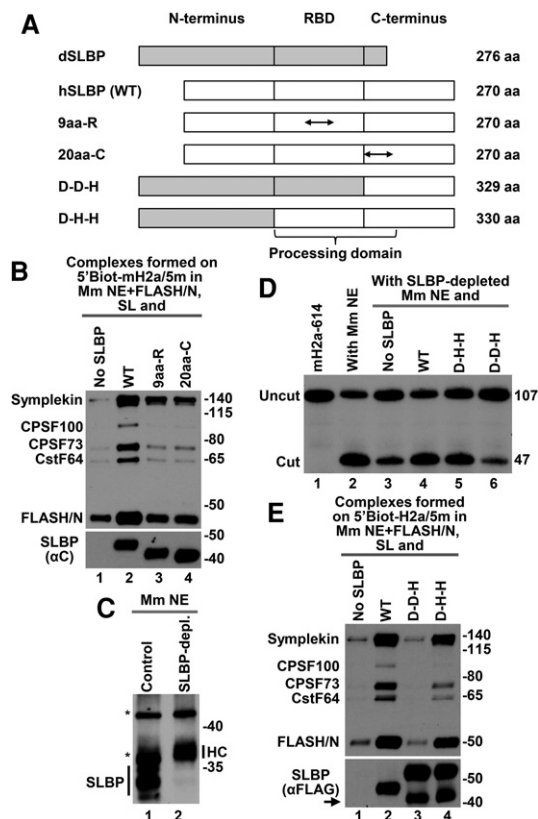 A
N-terminus RBD C-terminus
dSLBP 276 aa
hSLBP (WT) 270 aa
9aa-R 270 aa
20aa-C 270 aa
D-D-H 329 aa
D-H-H 330 aa
Processing domain
B
Complexes formed on
5'Biot-mH2a/5m in
Mm NE+FLASH/N,
SL and
No SLBP
WT
9aa-R
20aa-C
Symplekin -140
-115
CPSF100
CPSF73 -80
CstF64 -65
-50
FLASH/N
SLBP -50
(αC) -40
1 2 3 4
C
Mm NE
Control
SLBP-depl.
*
-40
* HC
-35
SLBP
1 2
D
With SLBP-depleted
Mm NE and
mH2a-614
With Mm NE
No SLBP
WT
D-H-H
D-D-H
Uncut 107
Cut 47
1 2 3 4 5 6
E
Complexes formed
on 5'Biot-H2a/5m in
Mm NE+FLASH/N,
SL and
No SLBP
WT
D-D-H
D-H-H
Symplekin -140
-115
CPSF100
CPSF73 -80
CstF64 -65
FLASH/N -50
SLBP -50
(αFLAG)
-40
1 2 3 4